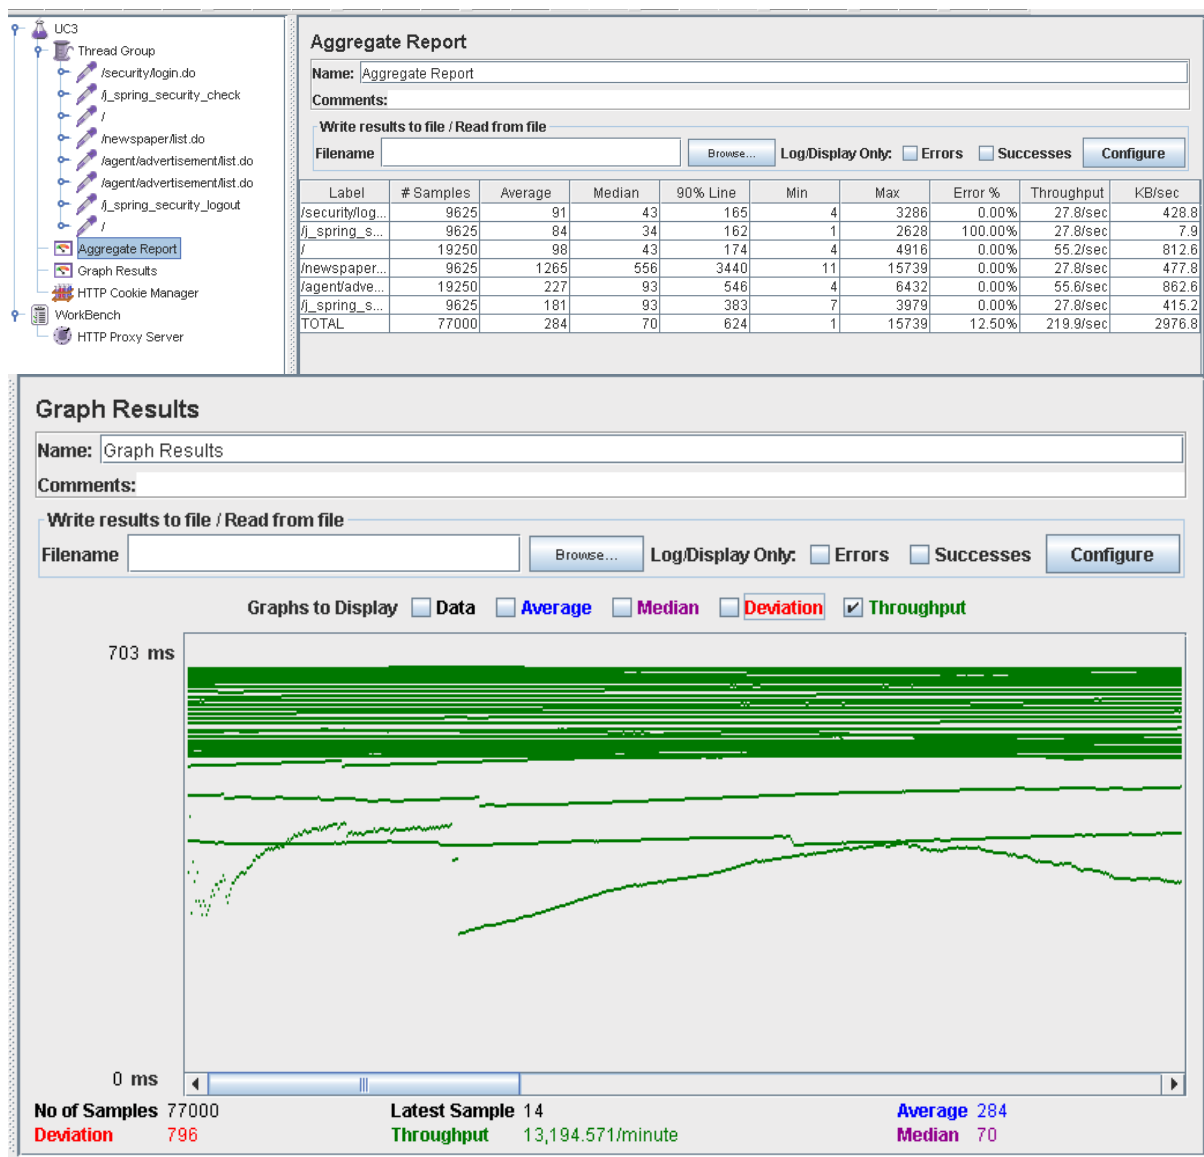 UC3
Thread Group
/security/login.do
/j_spring_security_check
/
/newspaper/list.do
/agent/advertisement/list.do
/agent/advertisement/list.do
/j_spring_security_logout
/
Aggregate Report
Graph Results
HTTP Cookie Manager
WorkBench
HTTP Proxy Server
Aggregate Report
Name: Aggregate Report
Comments:
Write results to file / Read from file
Filename Browse... Log/Display Only: Errors Successes Configure
Label # Samples Average Median 90% Line Min Max Error % Throughput KB/sec
/security/log... 9625 91 43 165 4 3286 0.00% 27.8/sec 428.8
/j_spring_s... 9625 84 34 162 1 2628 100.00% 27.8/sec 7.9
/ 19250 98 43 174 4 4916 0.00% 55.2/sec 812.6
/newspaper... 9625 1265 556 3440 11 15739 0.00% 27.8/sec 477.8
/agent/adve... 19250 227 93 546 4 6432 0.00% 55.6/sec 862.6
/j_spring_s... 9625 181 93 383 7 3979 0.00% 27.8/sec 415.2
TOTAL 77000 284 70 624 1 15739 12.50% 219.9/sec 2976.8
Graph Results
Name: Graph Results
Comments:
Write results to file / Read from file
Filename Browse... Log/Display Only: Errors Successes Configure
Graphs to Display Data Average Median Deviation Throughput
703 ms
0 ms
No of Samples 77000 Latest Sample 14 Average 284
Deviation 796 Throughput 13,194.571/minute Median 70